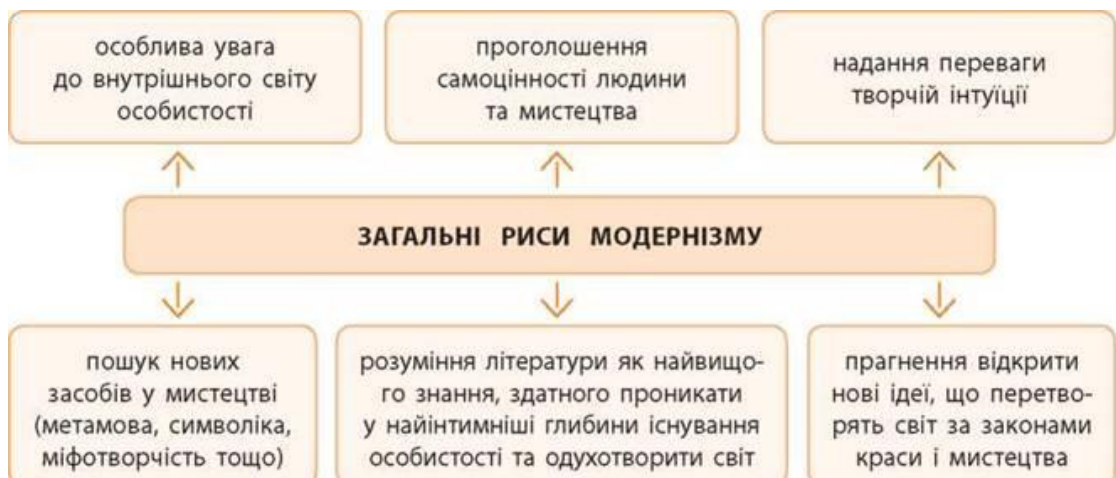 особлива увага
до внутрішнього світу
особистості
проголошення
самоцінності людини
та мистецтва
надання переваги
творчій інтуїції
ЗАГАЛЬНІ РИСИ МОДЕРНІЗМУ
пошук нових
засобів у мистецтві
(метамова, символіка,
міфотворчість тощо)
розуміння літератури як найвищо-
го знання, здатного проникати
у найінтимніші глибини існування
особистості та одухотворити світ
прагнення відкрити
нові ідеї, що перетво-
рять світ за законами
краси і мистецтва